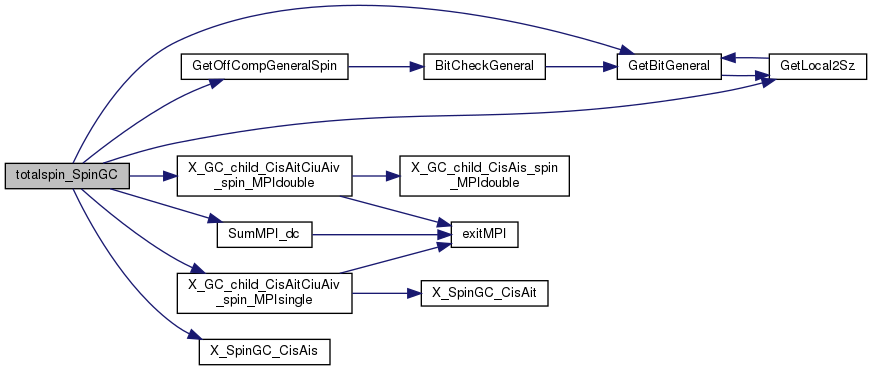 totalspin_SpinGC
GetOffCompGeneralSpin
BitCheckGeneral
GetBitGeneral
GetLocal2Sz
X_GC_child_CisAitCiuAiv
_spin_MPIdouble
X_GC_child_CisAis_spin
_MPIdouble
SumMPI_dc
exitMPI
X_GC_child_CisAitCiuAiv
_spin_MPIsingle
X_SpinGC_CisAit
X_SpinGC_CisAis